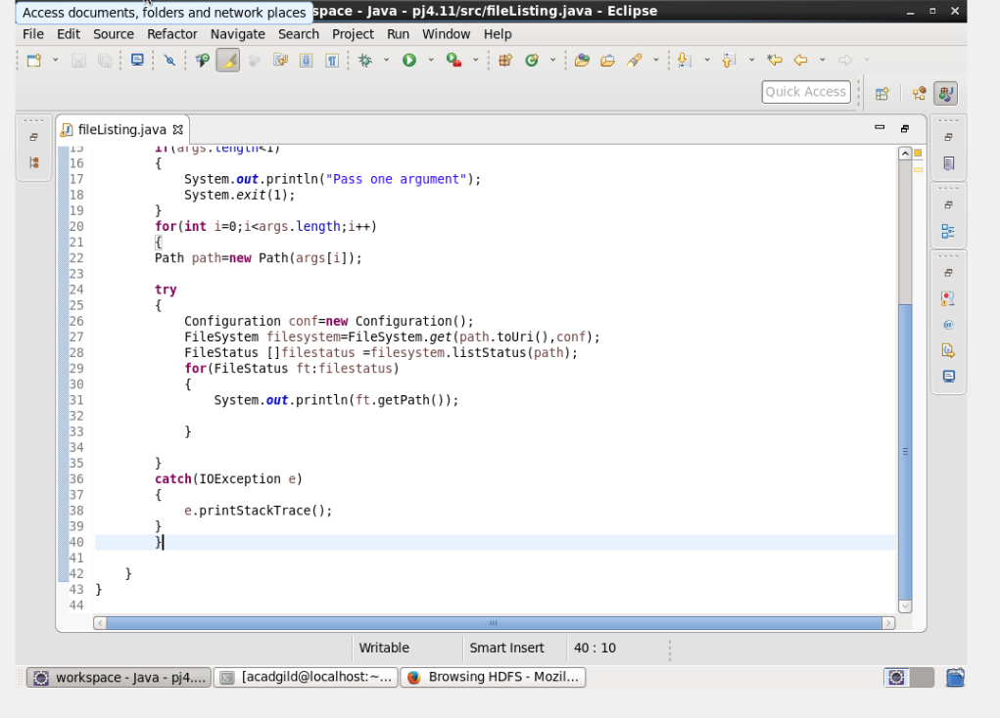 Access documents, folders and network places
space - Java - pj4.11/src/fileListing.java - Eclipse
File Edit Source Refactor Navigate Search Project Run Window Help
Quick Access
fileListing.java
15 if(args.length<1)
16 {
17 System.out.println("Pass one argument");
18 System.exit(1);
19 }
20 for(int i=0;i<args.length;i++)
21 {
22 Path path=new Path(args[i]);
23
24 try
25 {
26 Configuration conf=new Configuration();
27 FileSystem filesystem=FileSystem.get(path.toUri(),conf);
28 FileStatus []filestatus =filesystem.listStatus(path);
29 for(FileStatus ft:filestatus)
30 {
31 System.out.println(ft.getPath());
32
33 }
34
35 }
36 catch(IOException e)
37 {
38 e.printStackTrace();
39 }
40 }
41
42 }
43 }
44
Writable Smart Insert 40 : 10
workspace - Java - pj4.... [acadgild@localhost:~... Browsing HDFS - Mozil...